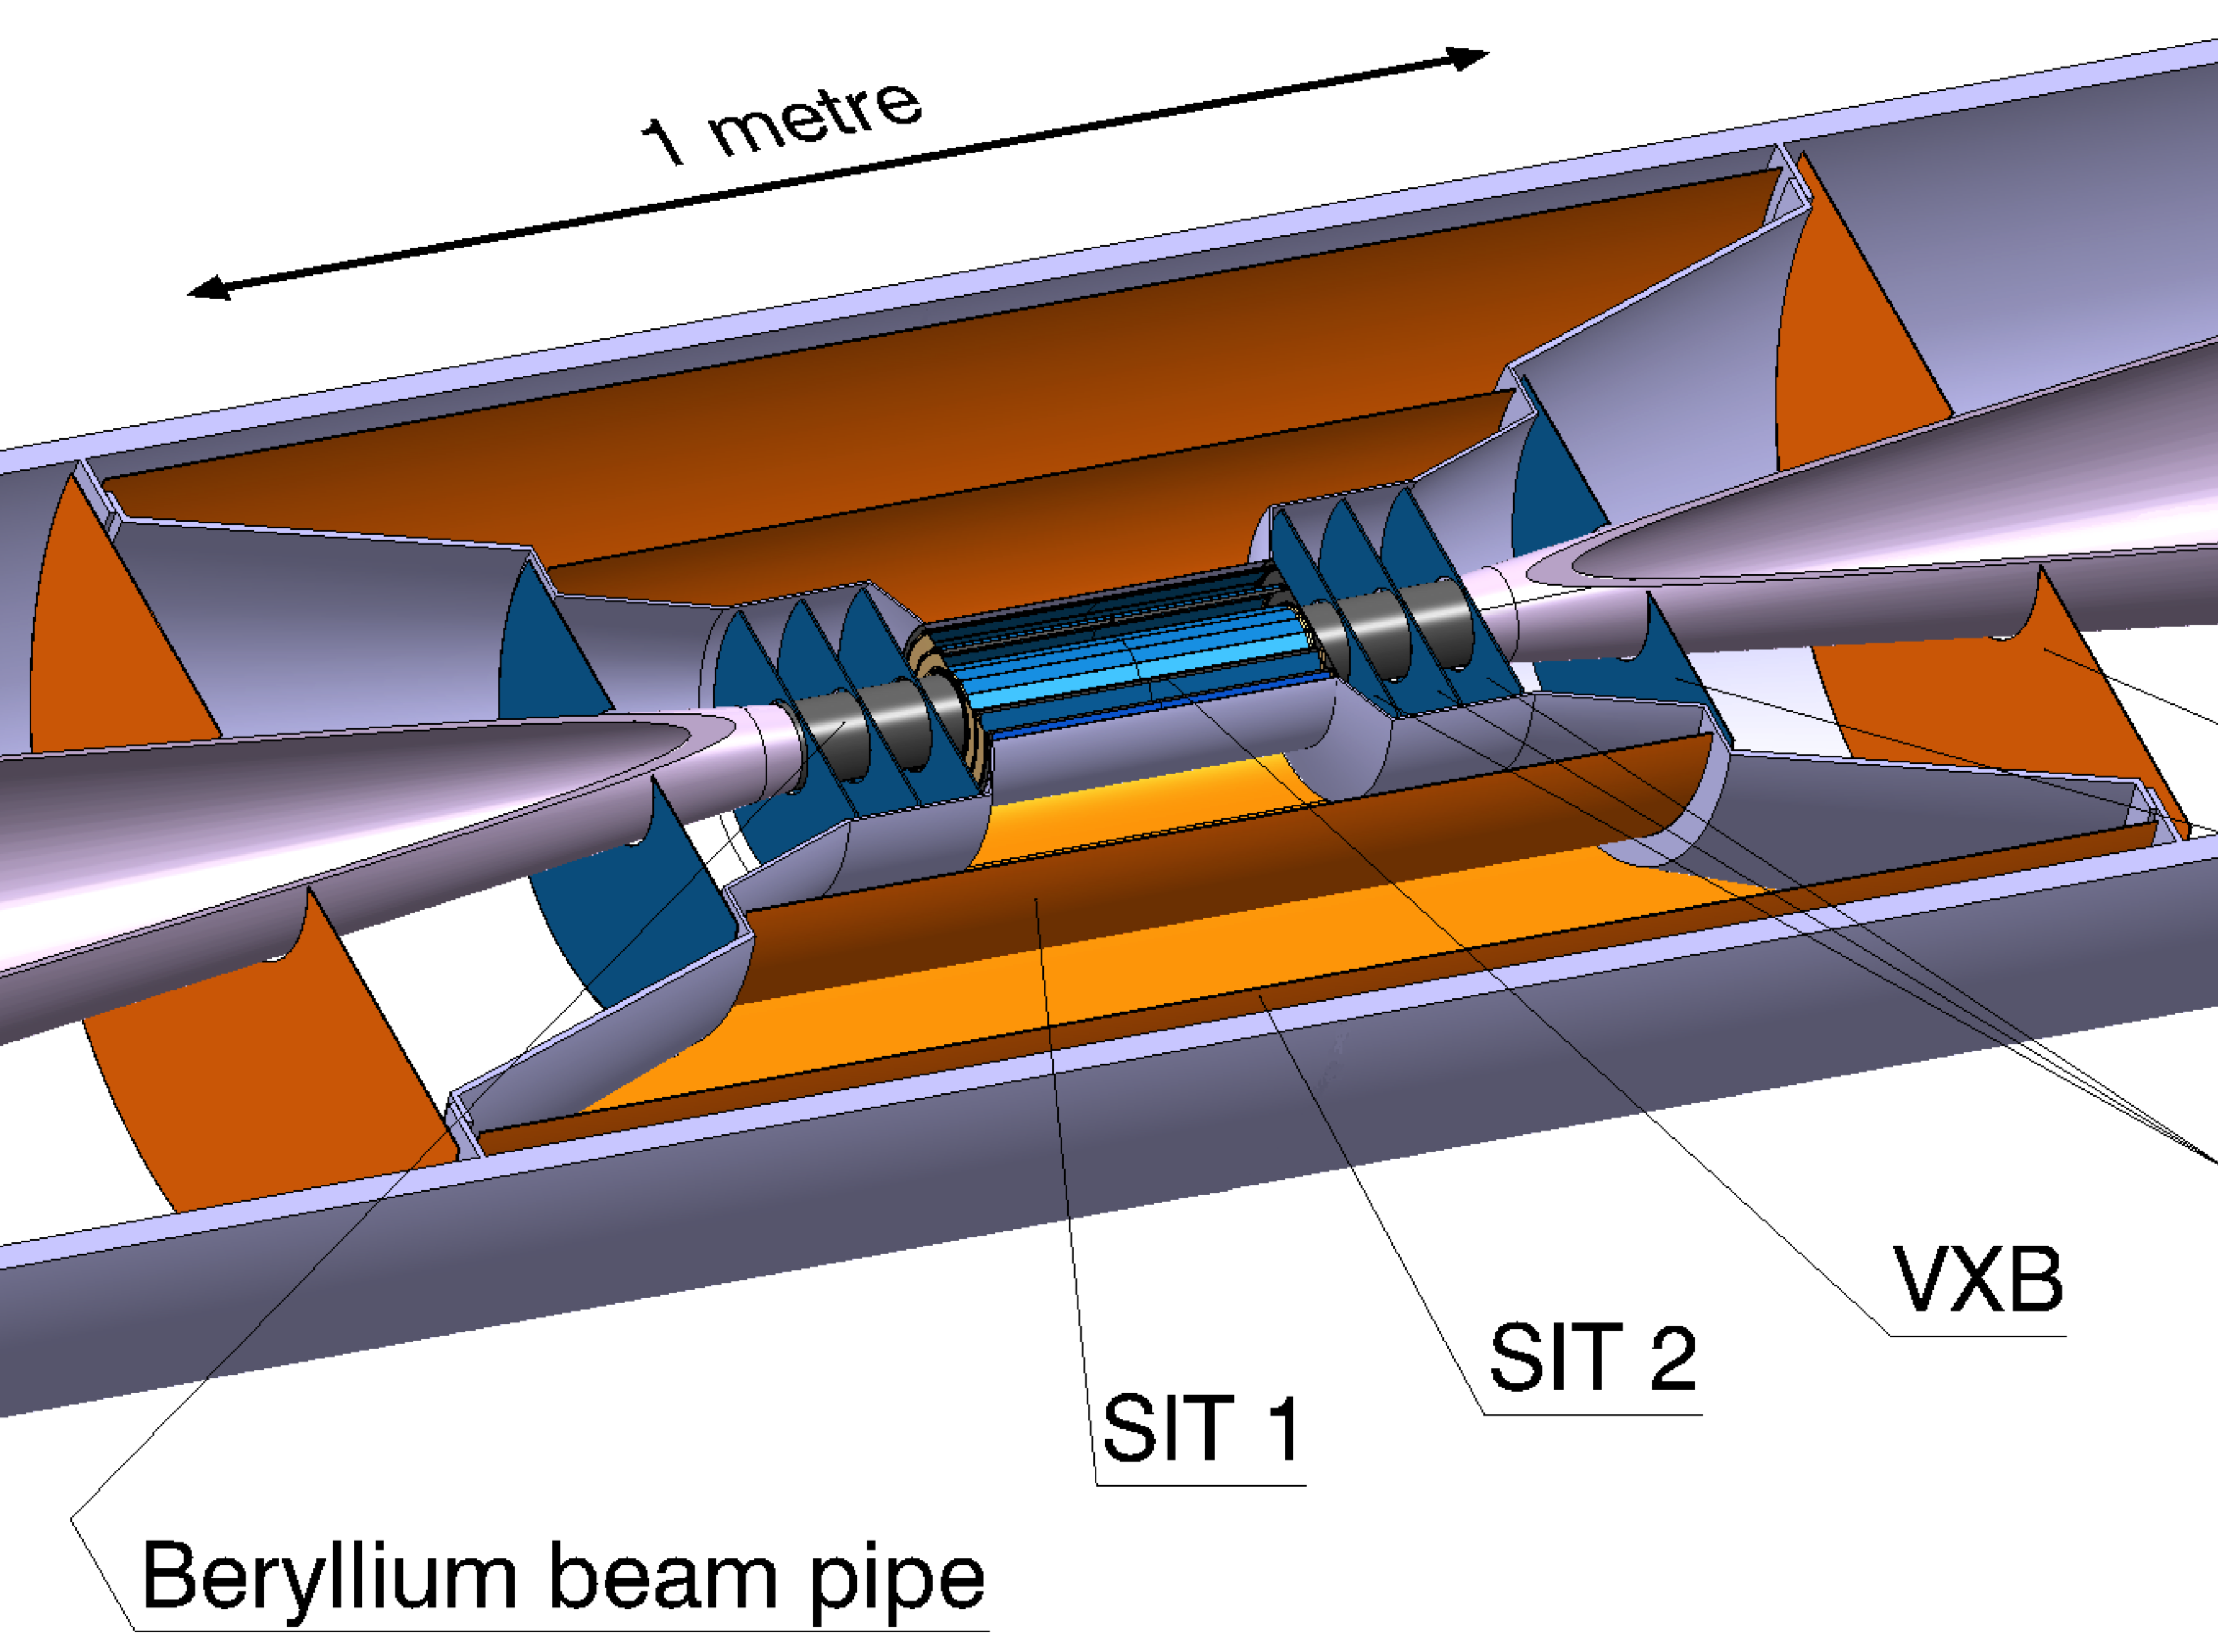 1 metre
VXB
SIT 2
SIT 1
Beryllium beam pipe